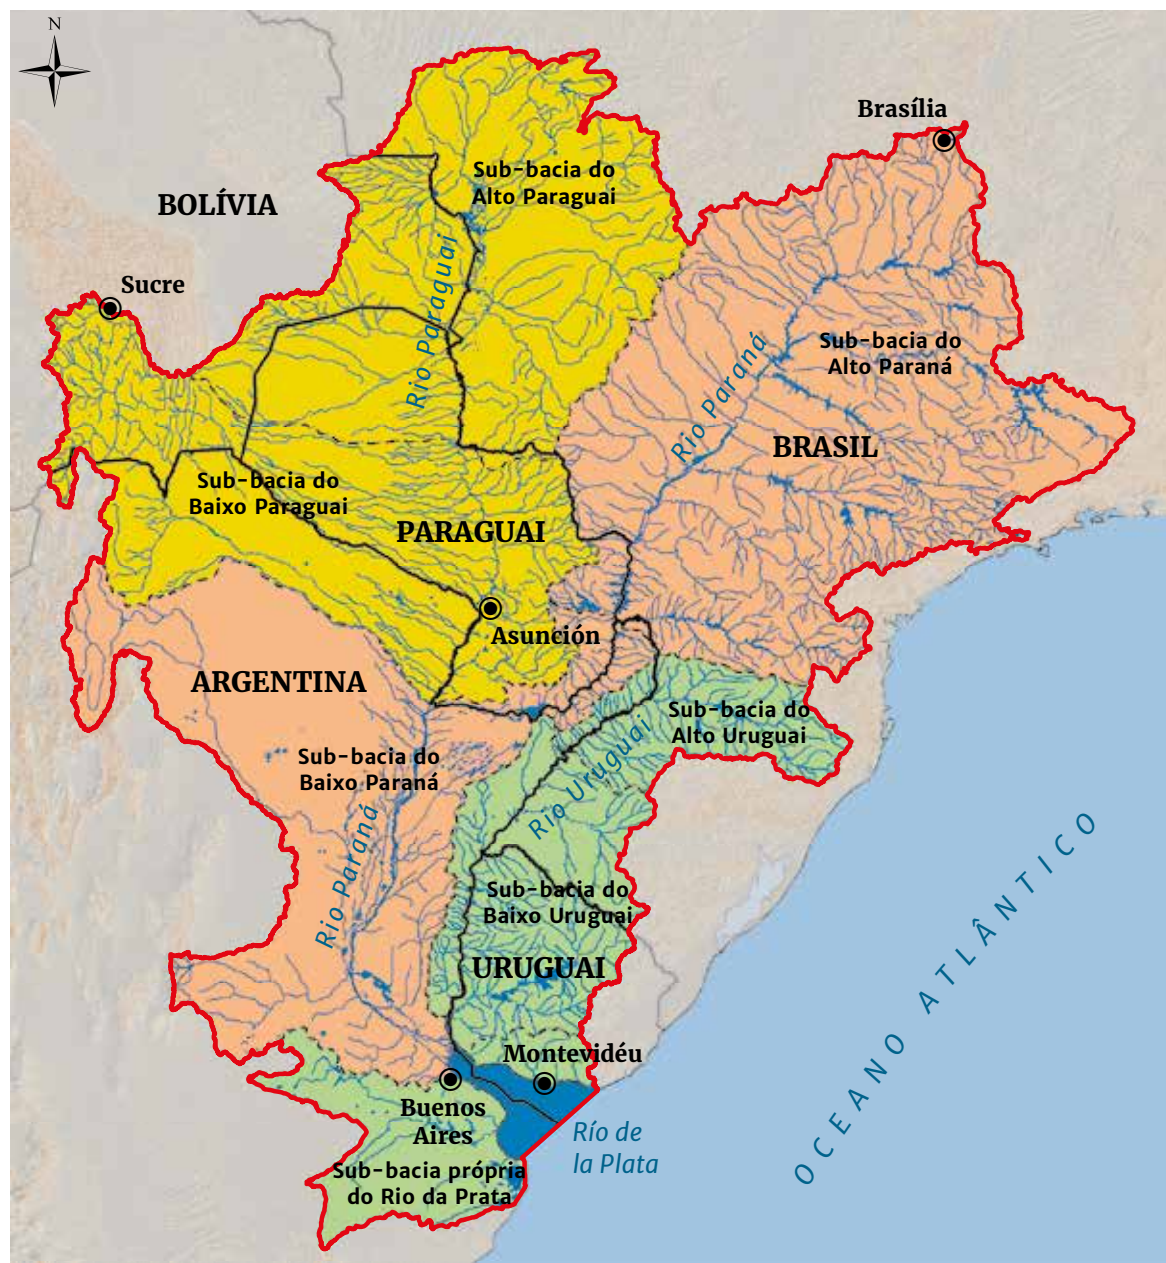 N
Brasília
Sub-bacia do
Alto Paraguai
BOLÍVIA
Sucre
Rio Paraguai
Sub-bacia do
Alto Paraná
Rio Paraná
BRASIL
Sub-bacia do
Baixo Paraguai
PARAGUAI
Asunción
ARGENTINA
Sub-bacia do
Alto Uruguai
Sub-bacia do
Baixo Paraná
Rio Uruguai
Rio Paraná
Sub-bacia do
Baixo Uruguai
URUGUAI
OCEANO ATLÂNTICO
Montevidéu
Buenos
Aires
Río de
la Plata
Sub-bacia própria
do Rio da Prata